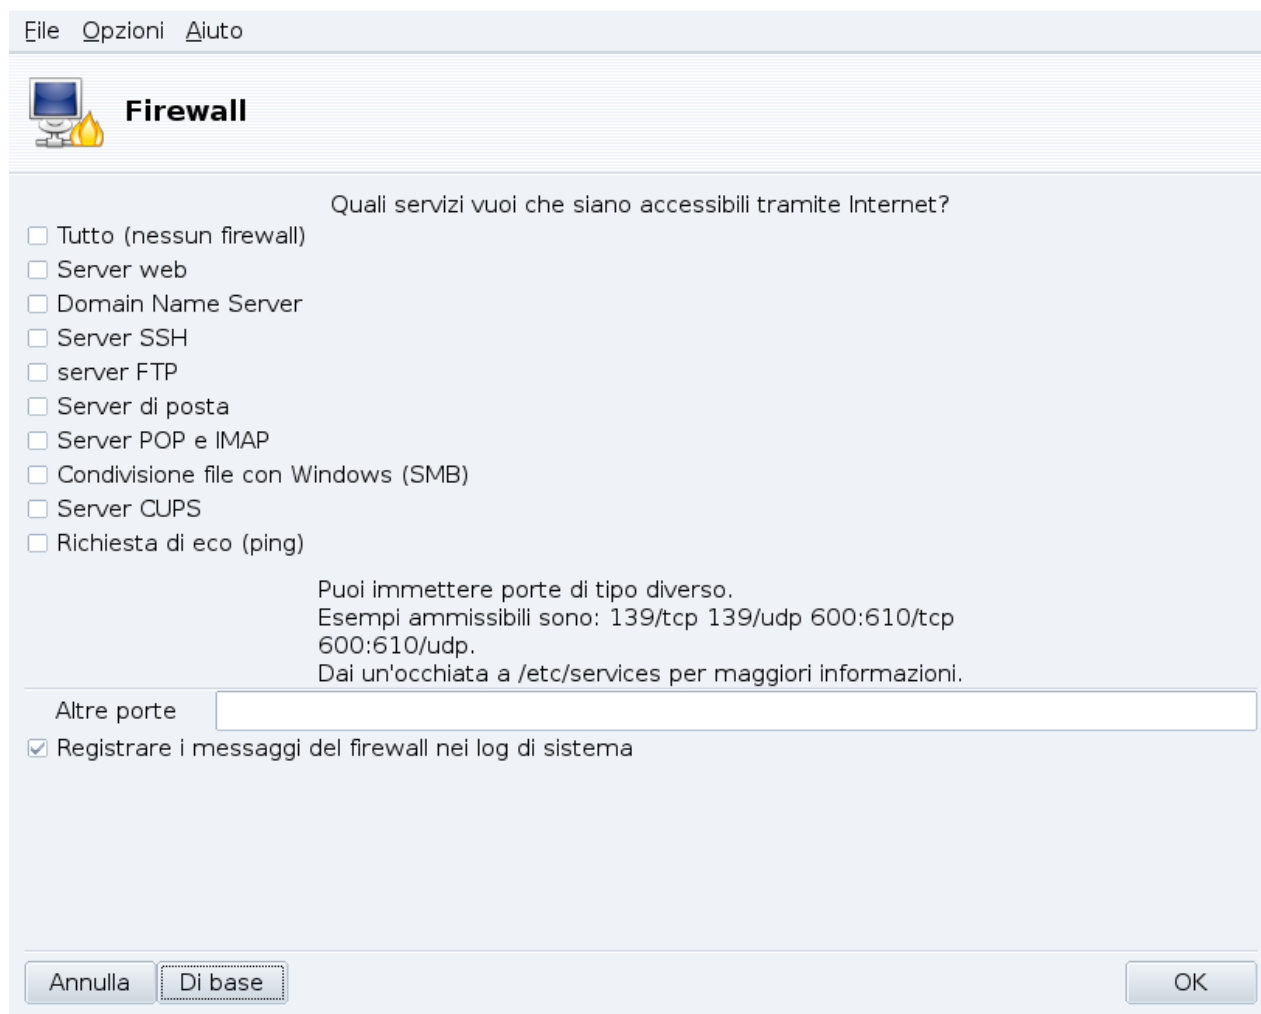 File Opzioni Aiuto
Firewall
Quali servizi vuoi che siano accessibili tramite Internet?
Tutto (nessun firewall)
Server web
Domain Name Server
Server SSH
server FTP
Server di posta
Server POP e IMAP
Condivisione file con Windows (SMB)
Server CUPS
Richiesta di eco (ping)
Puoi immettere porte di tipo diverso.
Esempi ammissibili sono: 139/tcp 139/udp 600:610/tcp
600:610/udp.
Dai un'occhiata a /etc/services per maggiori informazioni.
Altre porte
Registrare i messaggi del firewall nei log di sistema
Annulla Di base OK